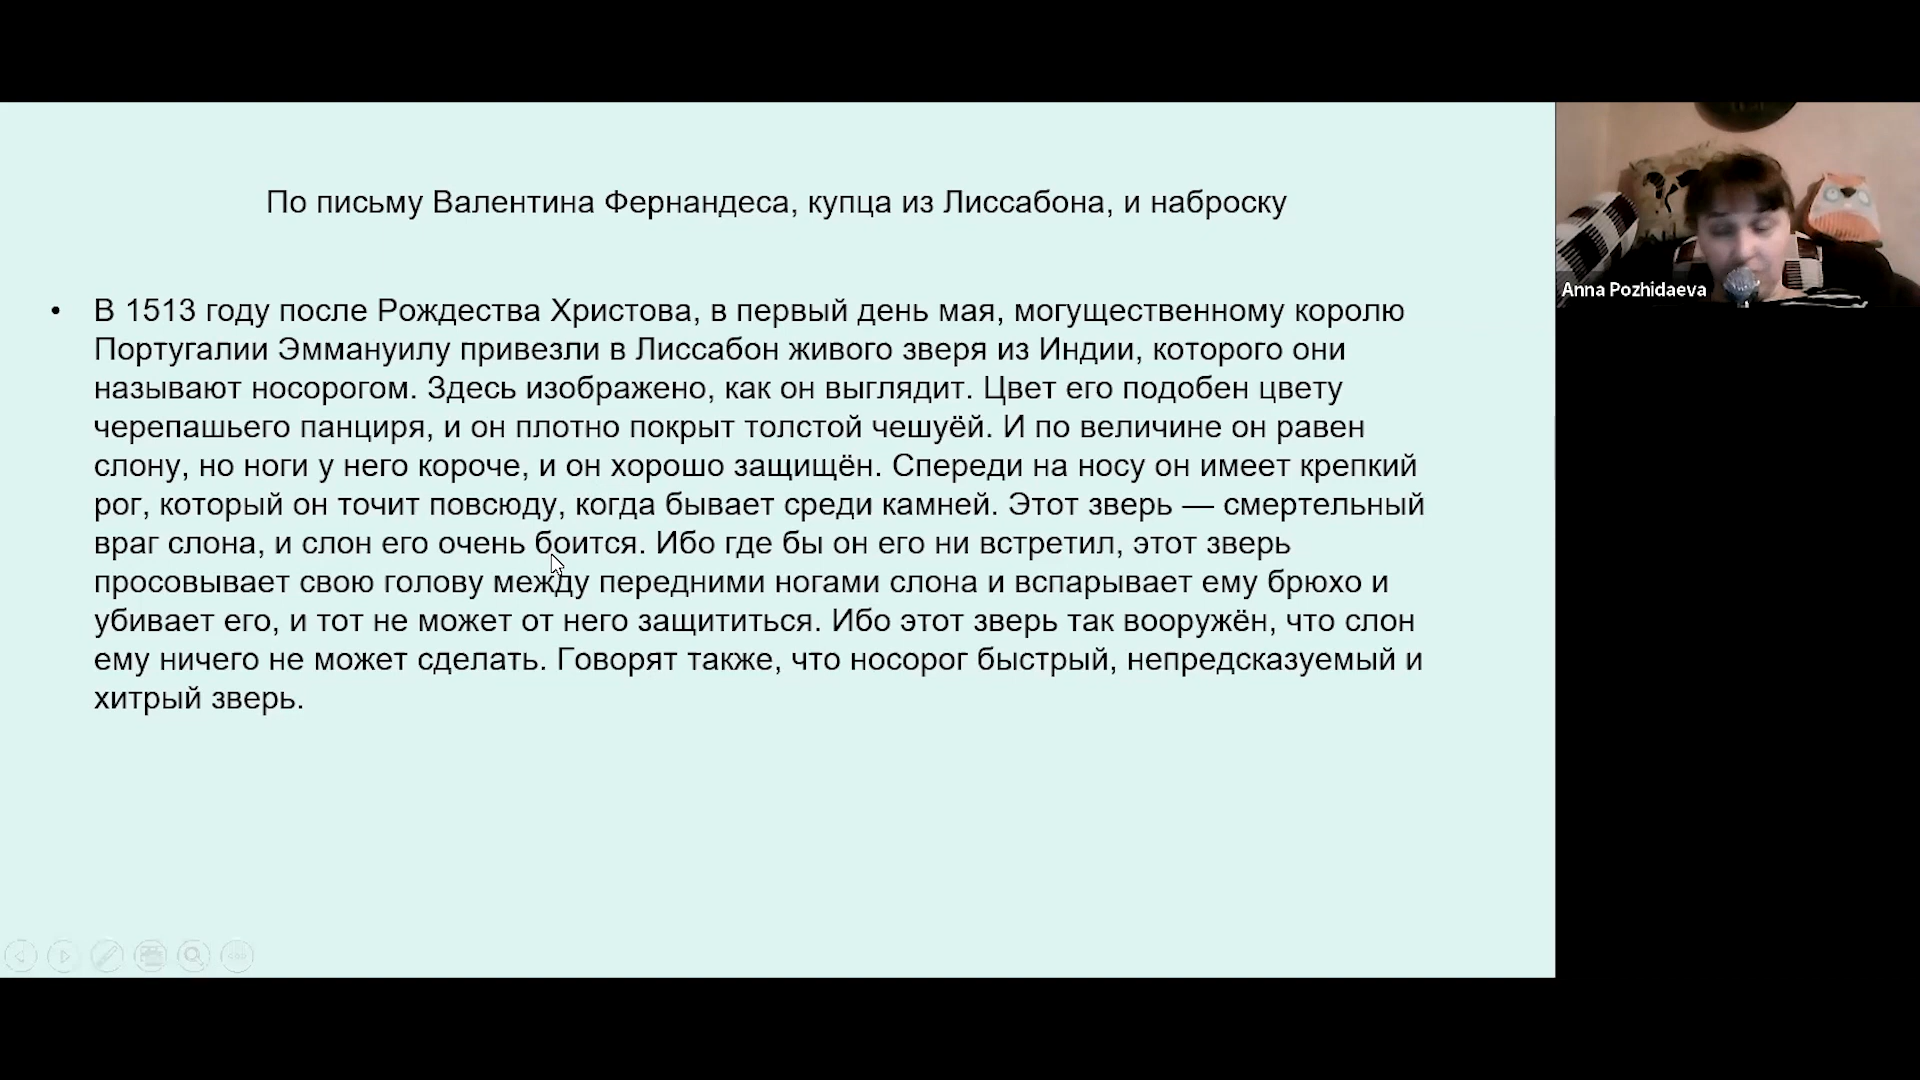 По письму Валентина Фернандеса, купца из Лиссабона, и наброску
• В 1513 году после Рождества Христова, в первый день мая, могущественному королю
Португалии Эммануилу привезли в Лиссабон живого зверя из Индии, которого они
называют носорогом. Здесь изображено, как он выглядит. Цвет его подобен цвету
черепашьего панциря, и он плотно покрыт толстой чешуёй. И по величине он равен
слону, но ноги у него короче, и он хорошо защищён. Спереди на носу он имеет крепкий
рог, который он точит повсюду, когда бывает среди камней. Этот зверь — смертельный
враг слона, и слон его очень боится. Ибо где бы он его ни встретил, этот зверь
просовывает свою голову между передними ногами слона и вспарывает ему брюхо и
убивает его, и тот не может от него защититься. Ибо этот зверь так вооружён, что слон
ему ничего не может сделать. Говорят также, что носорог быстрый, непредсказуемый и
хитрый зверь.
Anna Pozhidaeva